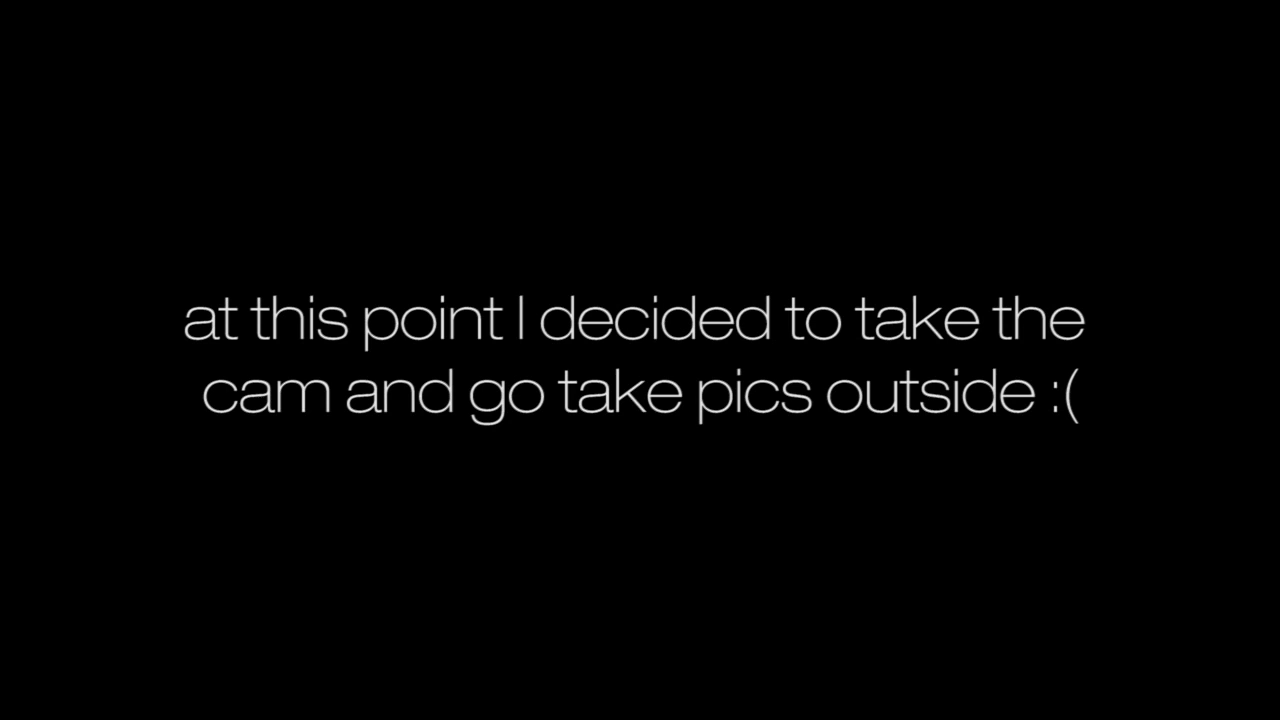 at this point I decided to take the
cam and go take pics outside :(